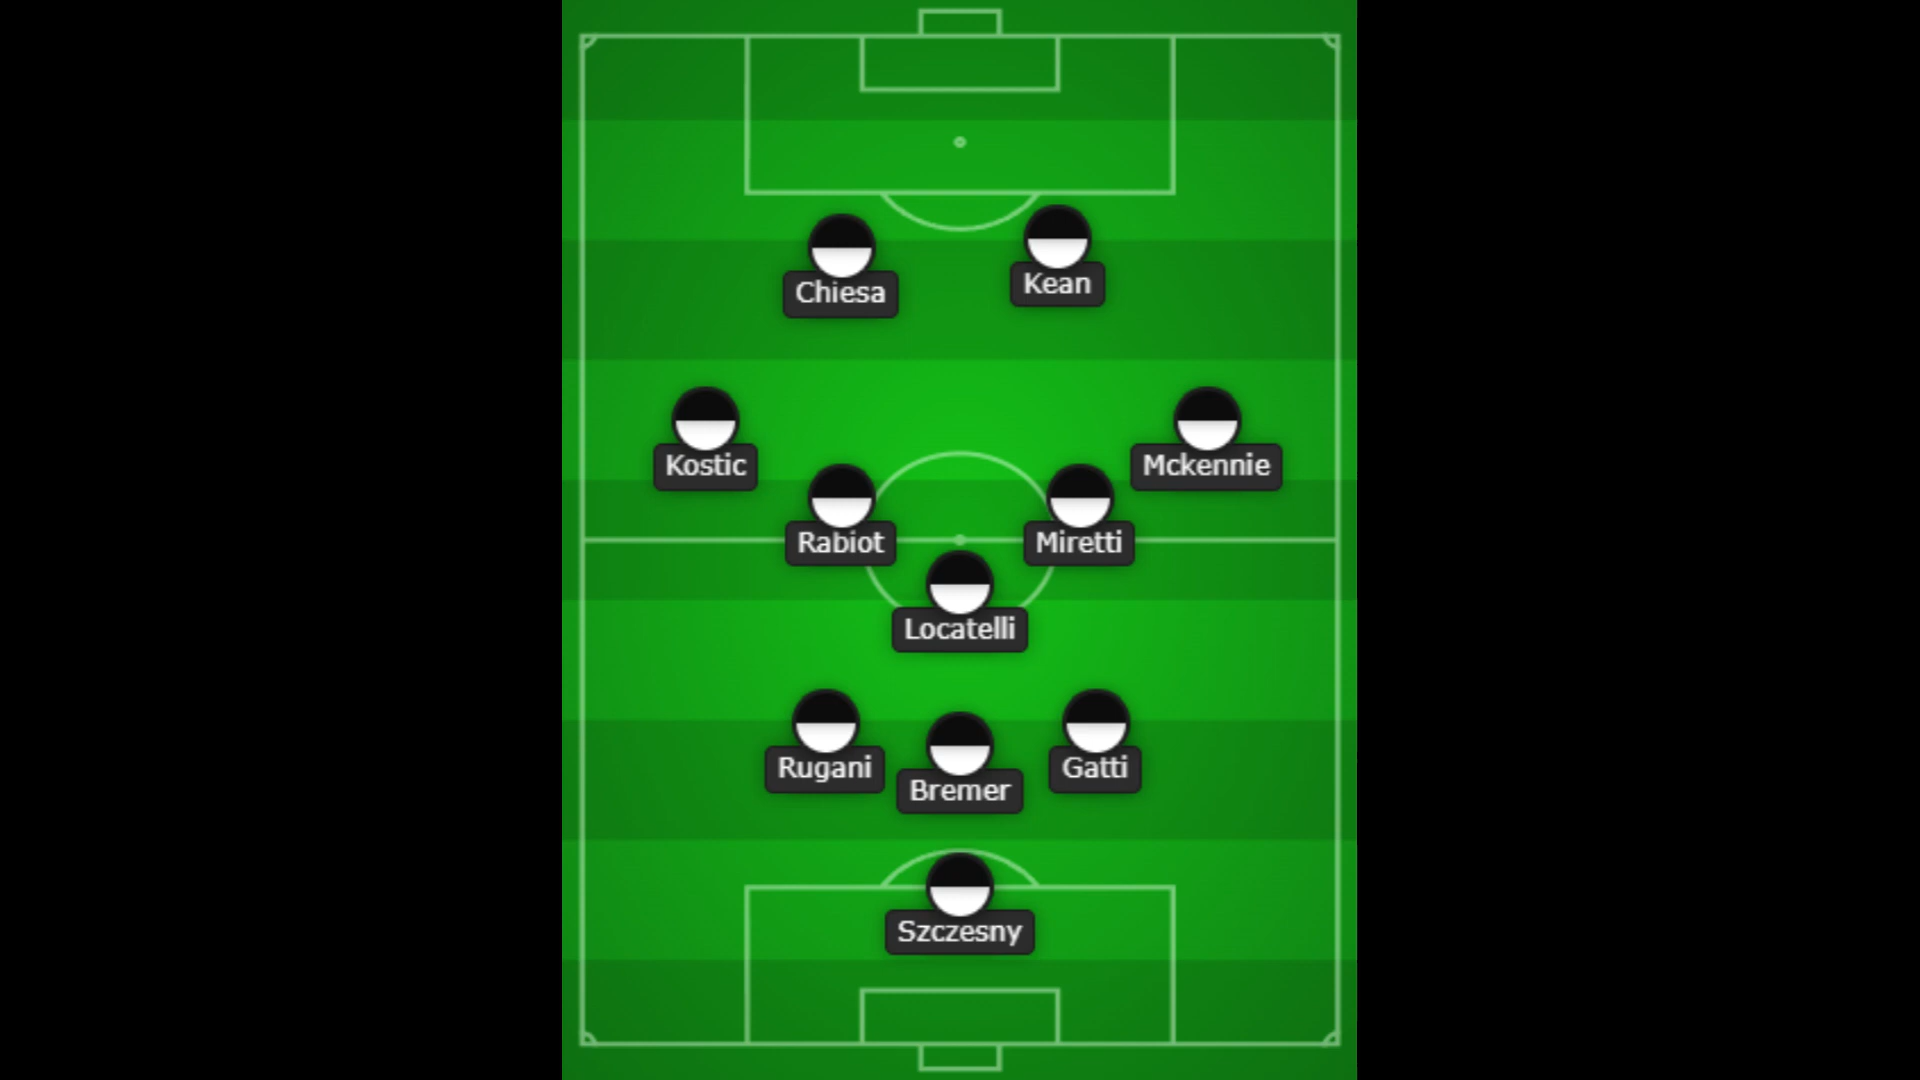 Chiesa
Kean
Kostic
Mckennie
Rabiot
Miretti
Locatelli
Rugani
Bremer
Gatti
Szczesny